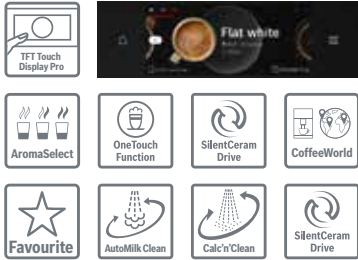 TFT Touch
Display Pro
Flat white
AromaSelect
OneTouch
Function
SilentCeram
Drive
CoffeeWorld
Favourite
AutoMilk Clean
Calc'n'Clean
SilentCeram
Drive